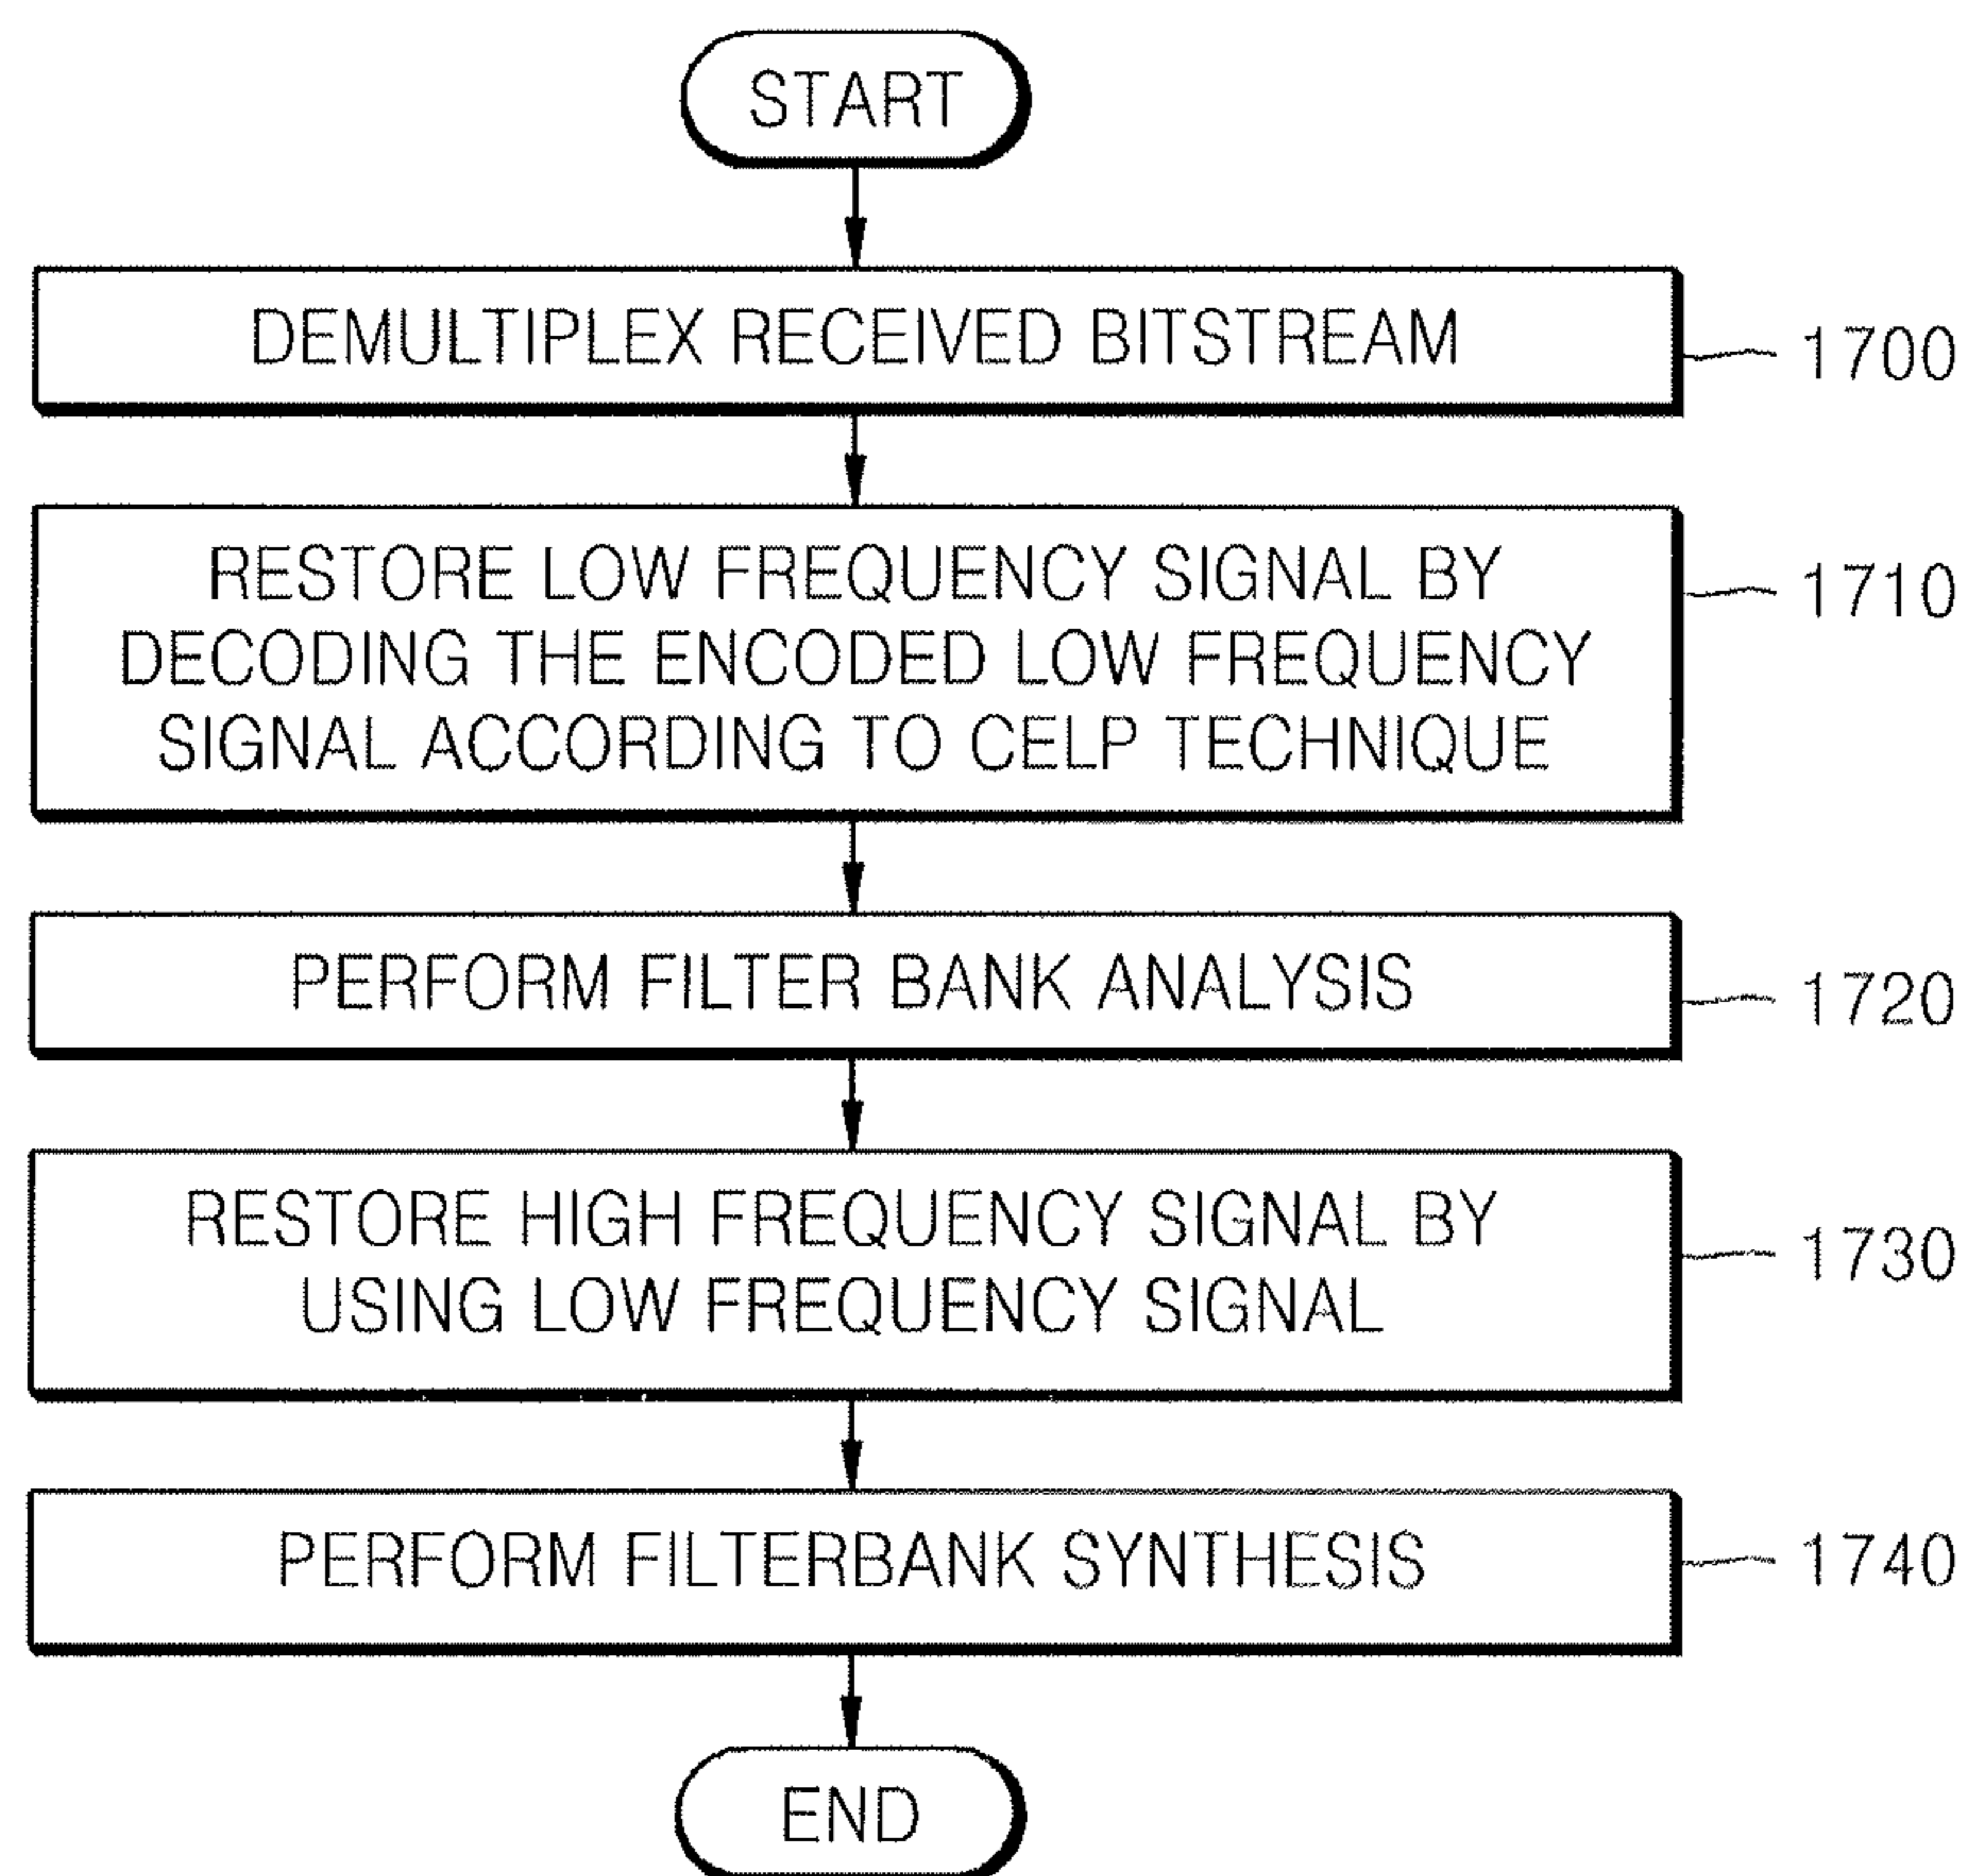 START
DEMULTIPLEX RECEIVED BITSTREAM
1700
RESTORE LOW FREQUENCY SIGNAL BY
DECODING THE ENCODED LOW FREQUENCY
SIGNAL ACCORDING TO CELP TECHNIQUE
1710
PERFORM FILTER BANK ANALYSIS
1720
RESTORE HIGH FREQUENCY SIGNAL BY
USING LOW FREQUENCY SIGNAL
1730
PERFORM FILTERBANK SYNTHESIS
1740
END